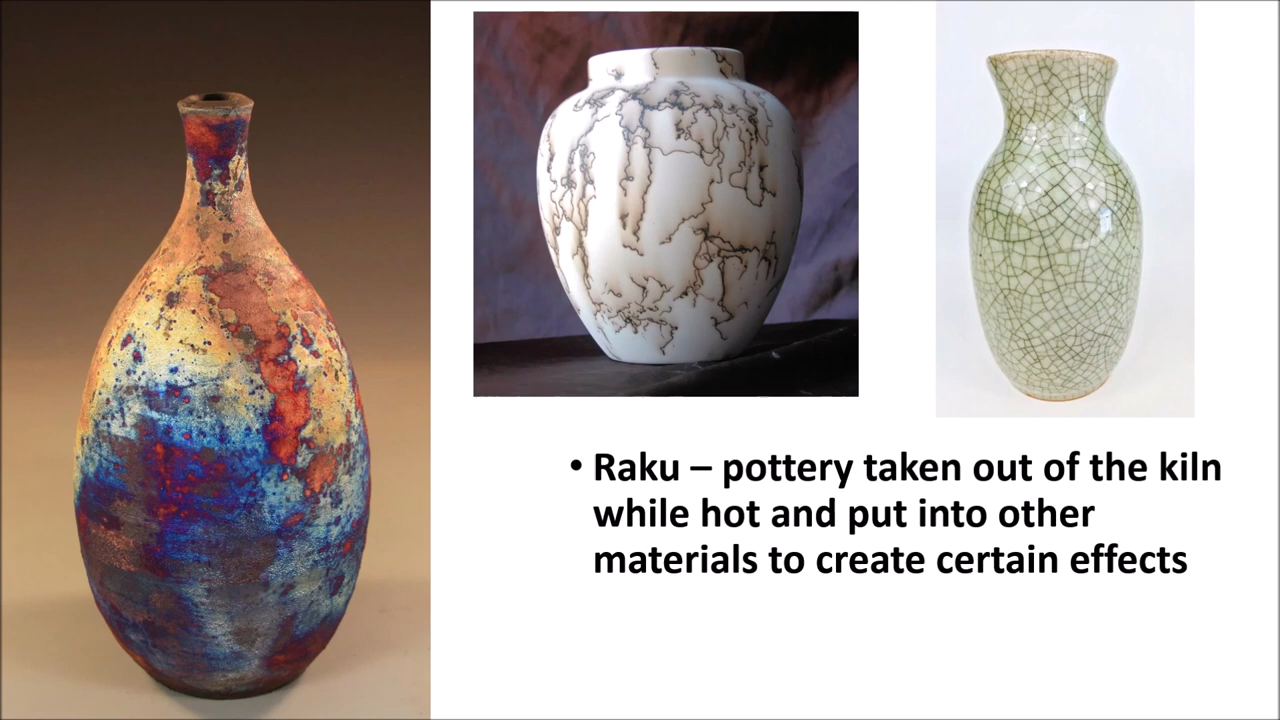 • Raku – pottery taken out of the kiln
while hot and put into other
materials to create certain effects